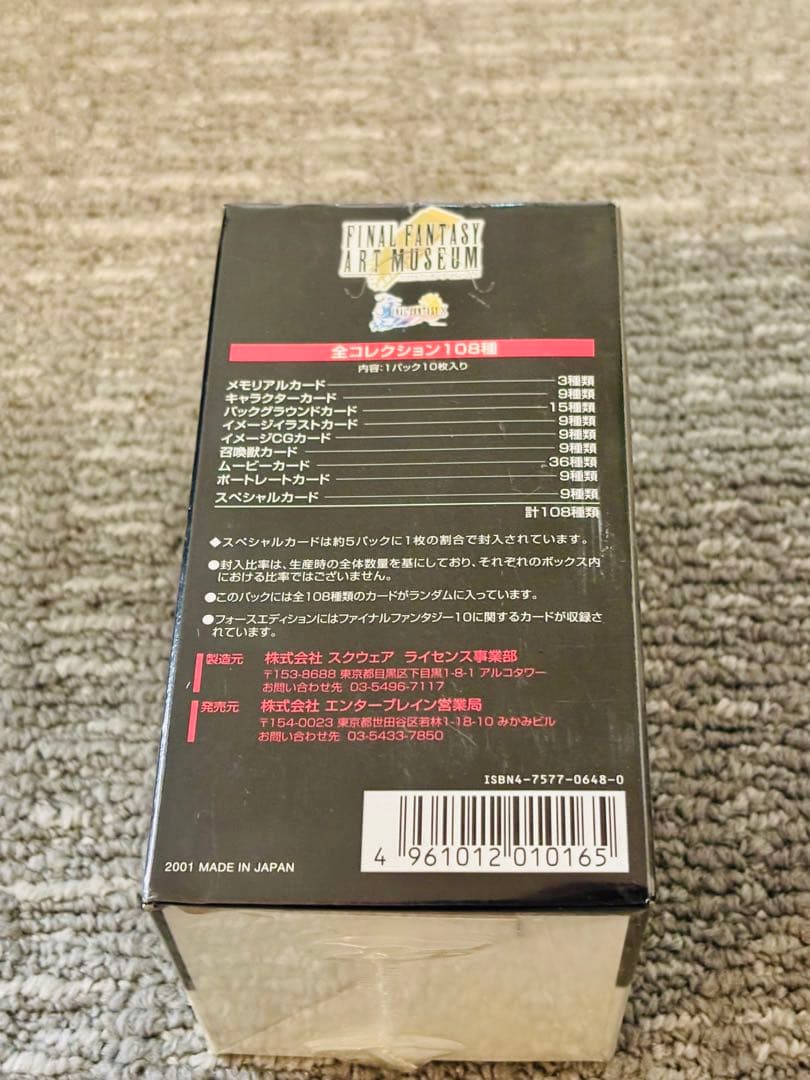 FINAL FANTASY
ART MUSEUM
FINAL FANTASY X
全コレクション108種
内容:1パック10枚入り
メモリアルカード 3種類
キャラクターカード 9種類
バックグラウンドカード 15種類
イメージイラストカード 9種類
イメージCGカード 9種類
召喚獣カード 9種類
ムービーカード 36種類
ポートレートカード 9種類
スペシャルカード 9種類
計108種類
◆スペシャルカードは約5パックに1枚の割合で封入されています。
●封入比率は、生産時の全体数量を基にしており、それぞれのボックス内
における比率ではございません。
●このパックには全108種類のカードがランダムに入っています。
●フォースエディションにはファイナルファンタジー10に関するカードが収録さ
れています。
製造元 株式会社 スクウェア ライセンス事業部
〒153-8688 東京都目黒区下目黒1-8-1 アルコタワー
お問い合わせ先 03-5496-7117
発売元 株式会社 エンターブレイン営業局
〒154-0023 東京都世田谷区若林1-18-10 みかみビル
お問い合わせ先 03-5433-7850
ISBN4-7577-0648-0
4 961012 010165
2001 MADE IN JAPAN